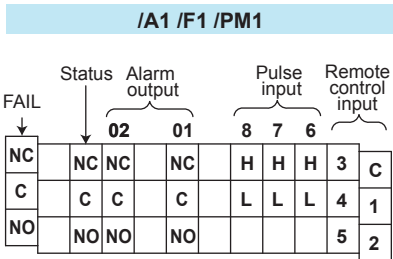 /A1 /F1 /PM1
Status Alarm output Pulse input Remote control input
FAIL
02 01 8 7 6
NC NC NC NC H H H 3 C
C C C C L L L 4 1
NO NO NO NO 5 2